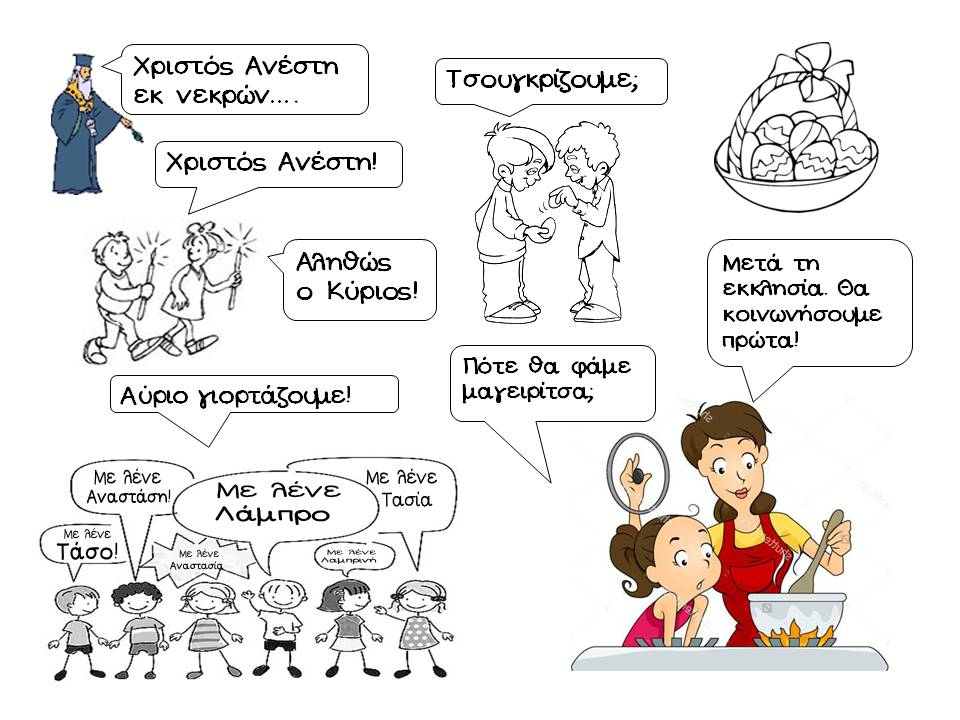 Χριστός Ανέστη
εκ νεκρών....
Τσουγκρίζουμε;
Χριστός Ανέστη!
Αληθώς
ο Κύριος!
Μετά τη
εκκλησία. Θα
κοινωνήσουμε
πρώτα!
Πότε θα φάμε
μαγειρίτσα;
Αύριο γιορτάζουμε!
Με λένε
Τάσο!
Με λένε
Αναστάση!
Με λένε
Αναστασία
Με λένε
Λάμπρο
Με λένε
Λαμπρινή
Με λένε
Τασία